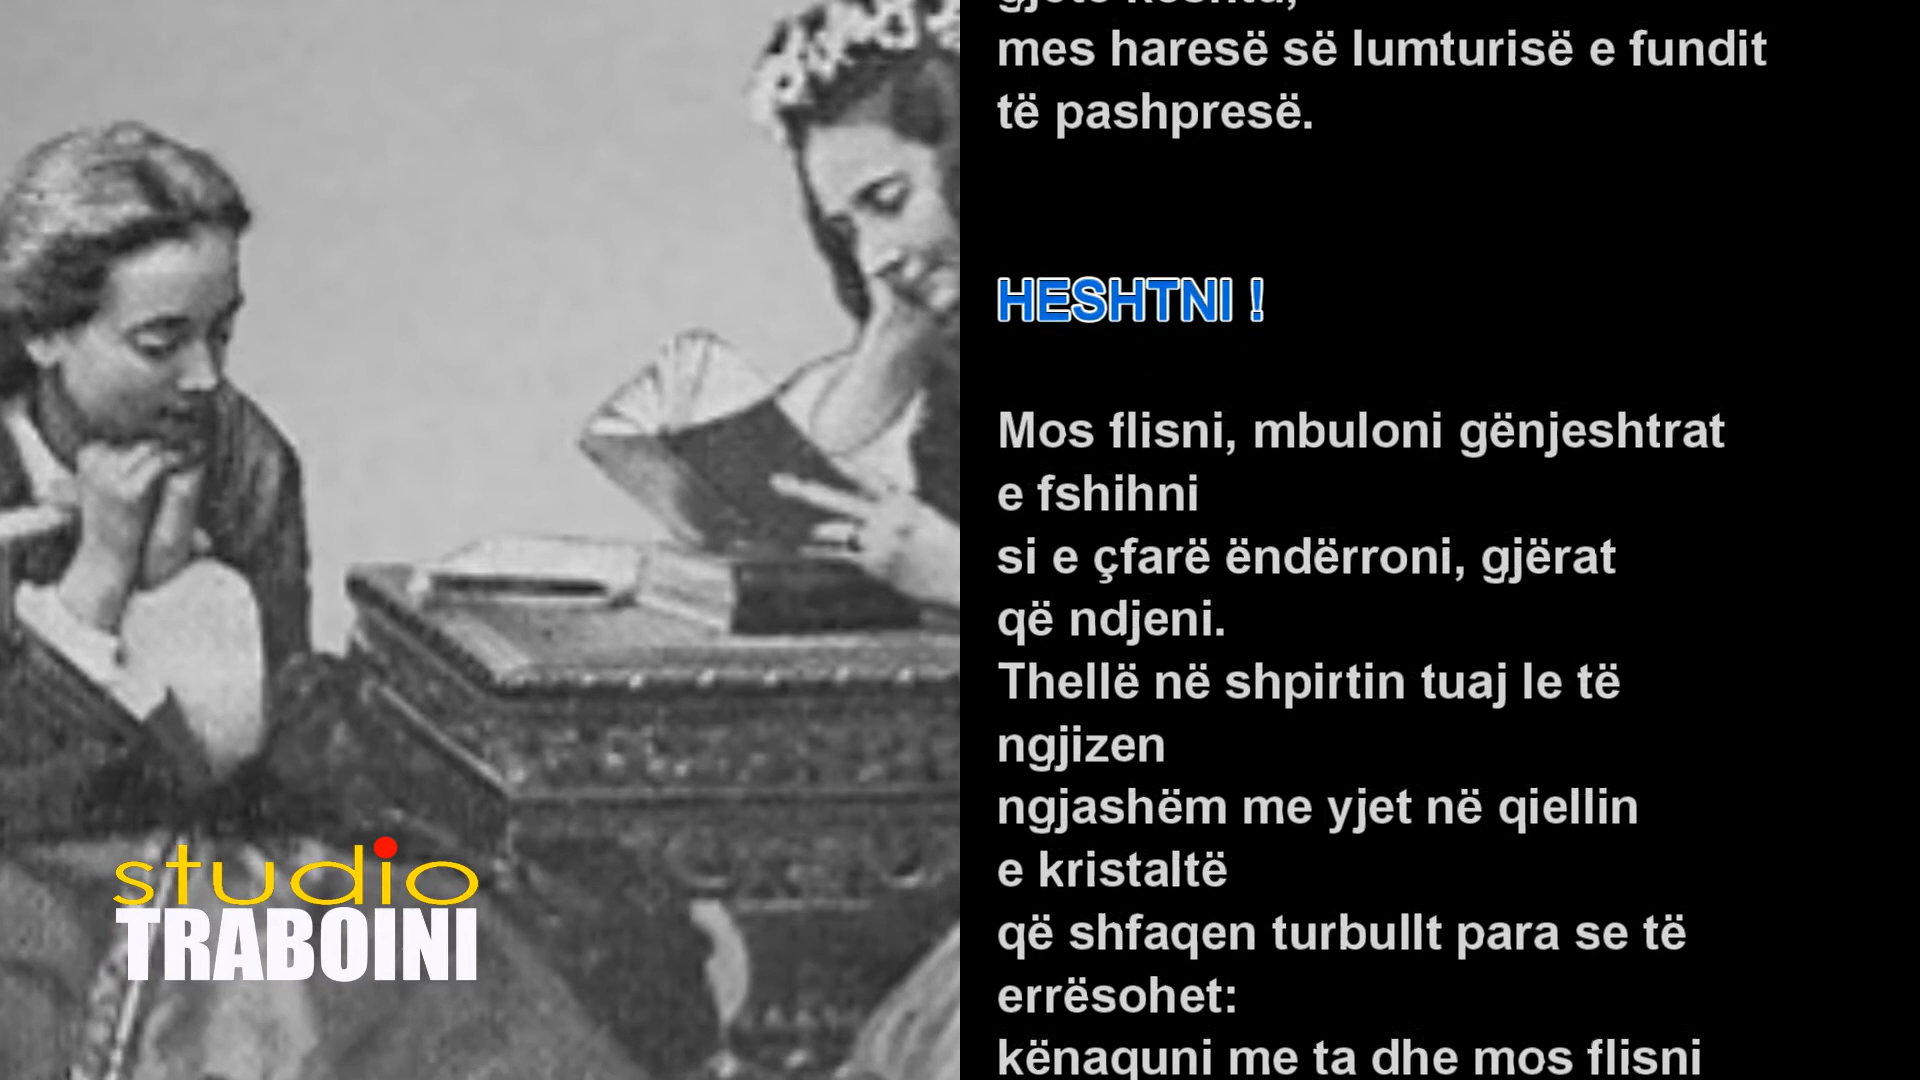 mes haresë së lumturisë e fundit
të pashpresë.
HESHTNI !
Mos flisni, mbuloni gënjeshtrat
e fshihni
si e çfarë ëndërroni, gjërat
që ndjeni.
Thellë në shpirtin tuaj le të
ngjizen
ngjashëm me yjet në qiellin
e kristaltë
që shfaqen turbullt para se të
errësohet:
kënaquni me ta dhe mos flisni
studio
TRABOINI